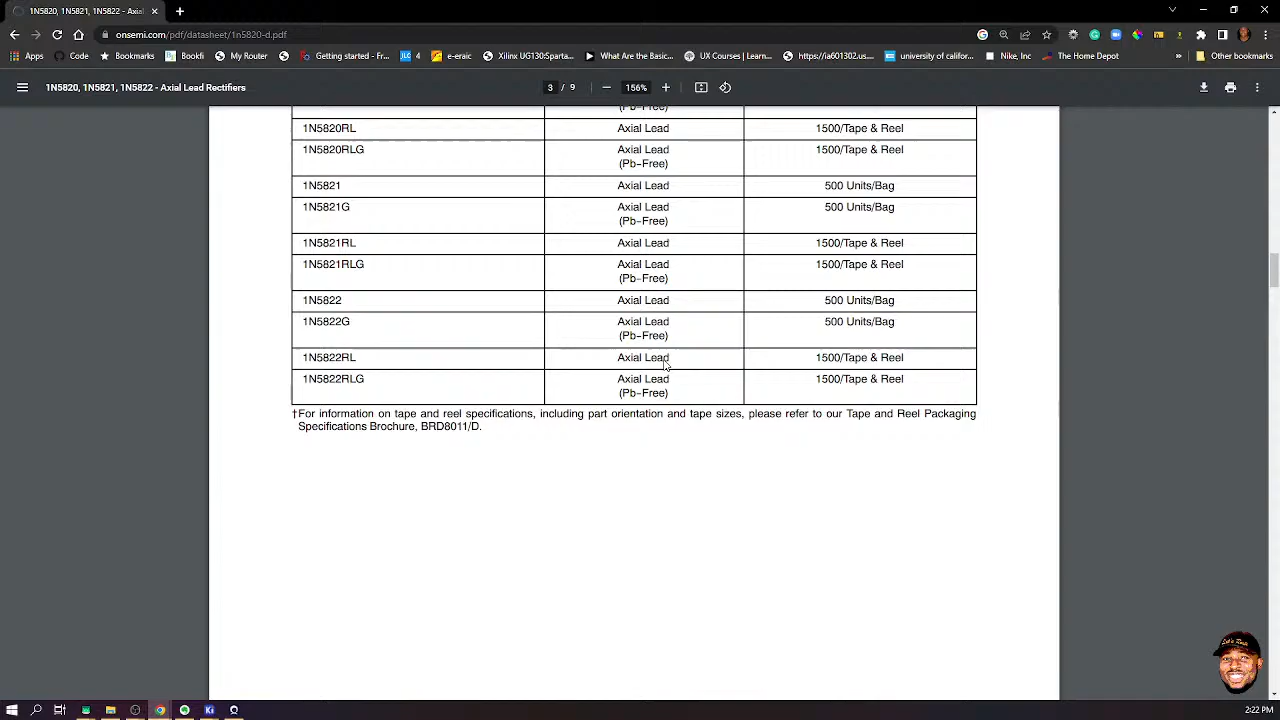 1N5820, 1N5821, 1N5822 - Axial
onsemi.com/pdf/datasheet/1n5820-d.pdf
Apps
Code
Bookmarks
Booldi
My Router
Getting started - Fr...
4
e-eraic
Xilinx UG130Sparta...
What Are the Basic...
UX Courses | Learn...
https://ia601302.us...
university of califor...
Nike, Inc
The Home Depot
»
Other bookmarks
1N5820, 1N5821, 1N5822 - Axial Lead Rectifiers
3 / 9
156%
1N5820RL Axial Lead 1500/Tape & Reel
1N5820RLG Axial Lead 1500/Tape & Reel
(Pb-Free)
1N5821 Axial Lead 500 Units/Bag
1N5821G Axial Lead 500 Units/Bag
(Pb-Free)
1N5821RL Axial Lead 1500/Tape & Reel
1N5821RLG Axial Lead 1500/Tape & Reel
(Pb-Free)
1N5822 Axial Lead 500 Units/Bag
1N5822G Axial Lead 500 Units/Bag
(Pb-Free)
1N5822RL Axial Lead 1500/Tape & Reel
1N5822RLG Axial Lead 1500/Tape & Reel
(Pb-Free)
†For information on tape and reel specifications, including part orientation and tape sizes, please refer to our Tape and Reel Packaging
Specifications Brochure, BRD8011/D.
2:22 PM